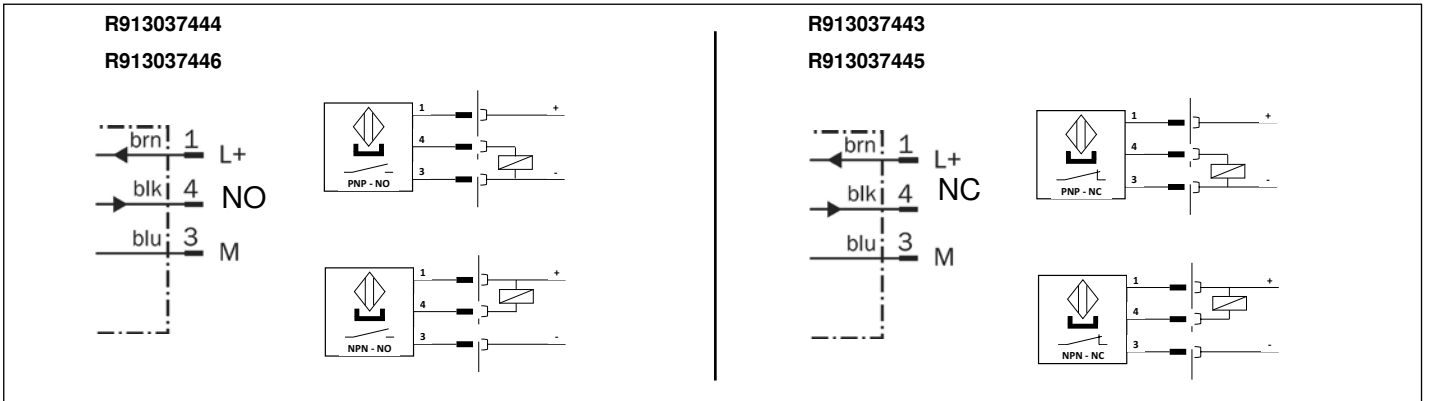 R913037444
R913037446
brn 1 L+
blk 4 NO
blu 3 M
1 +
4
3 -
PNP - NO
1 +
4
3 -
NPN - NO
R913037443
R913037445
brn 1 L+
blk 4 NC
blu 3 M
1 +
4
3 -
PNP - NC
1 +
4
3 -
NPN - NC